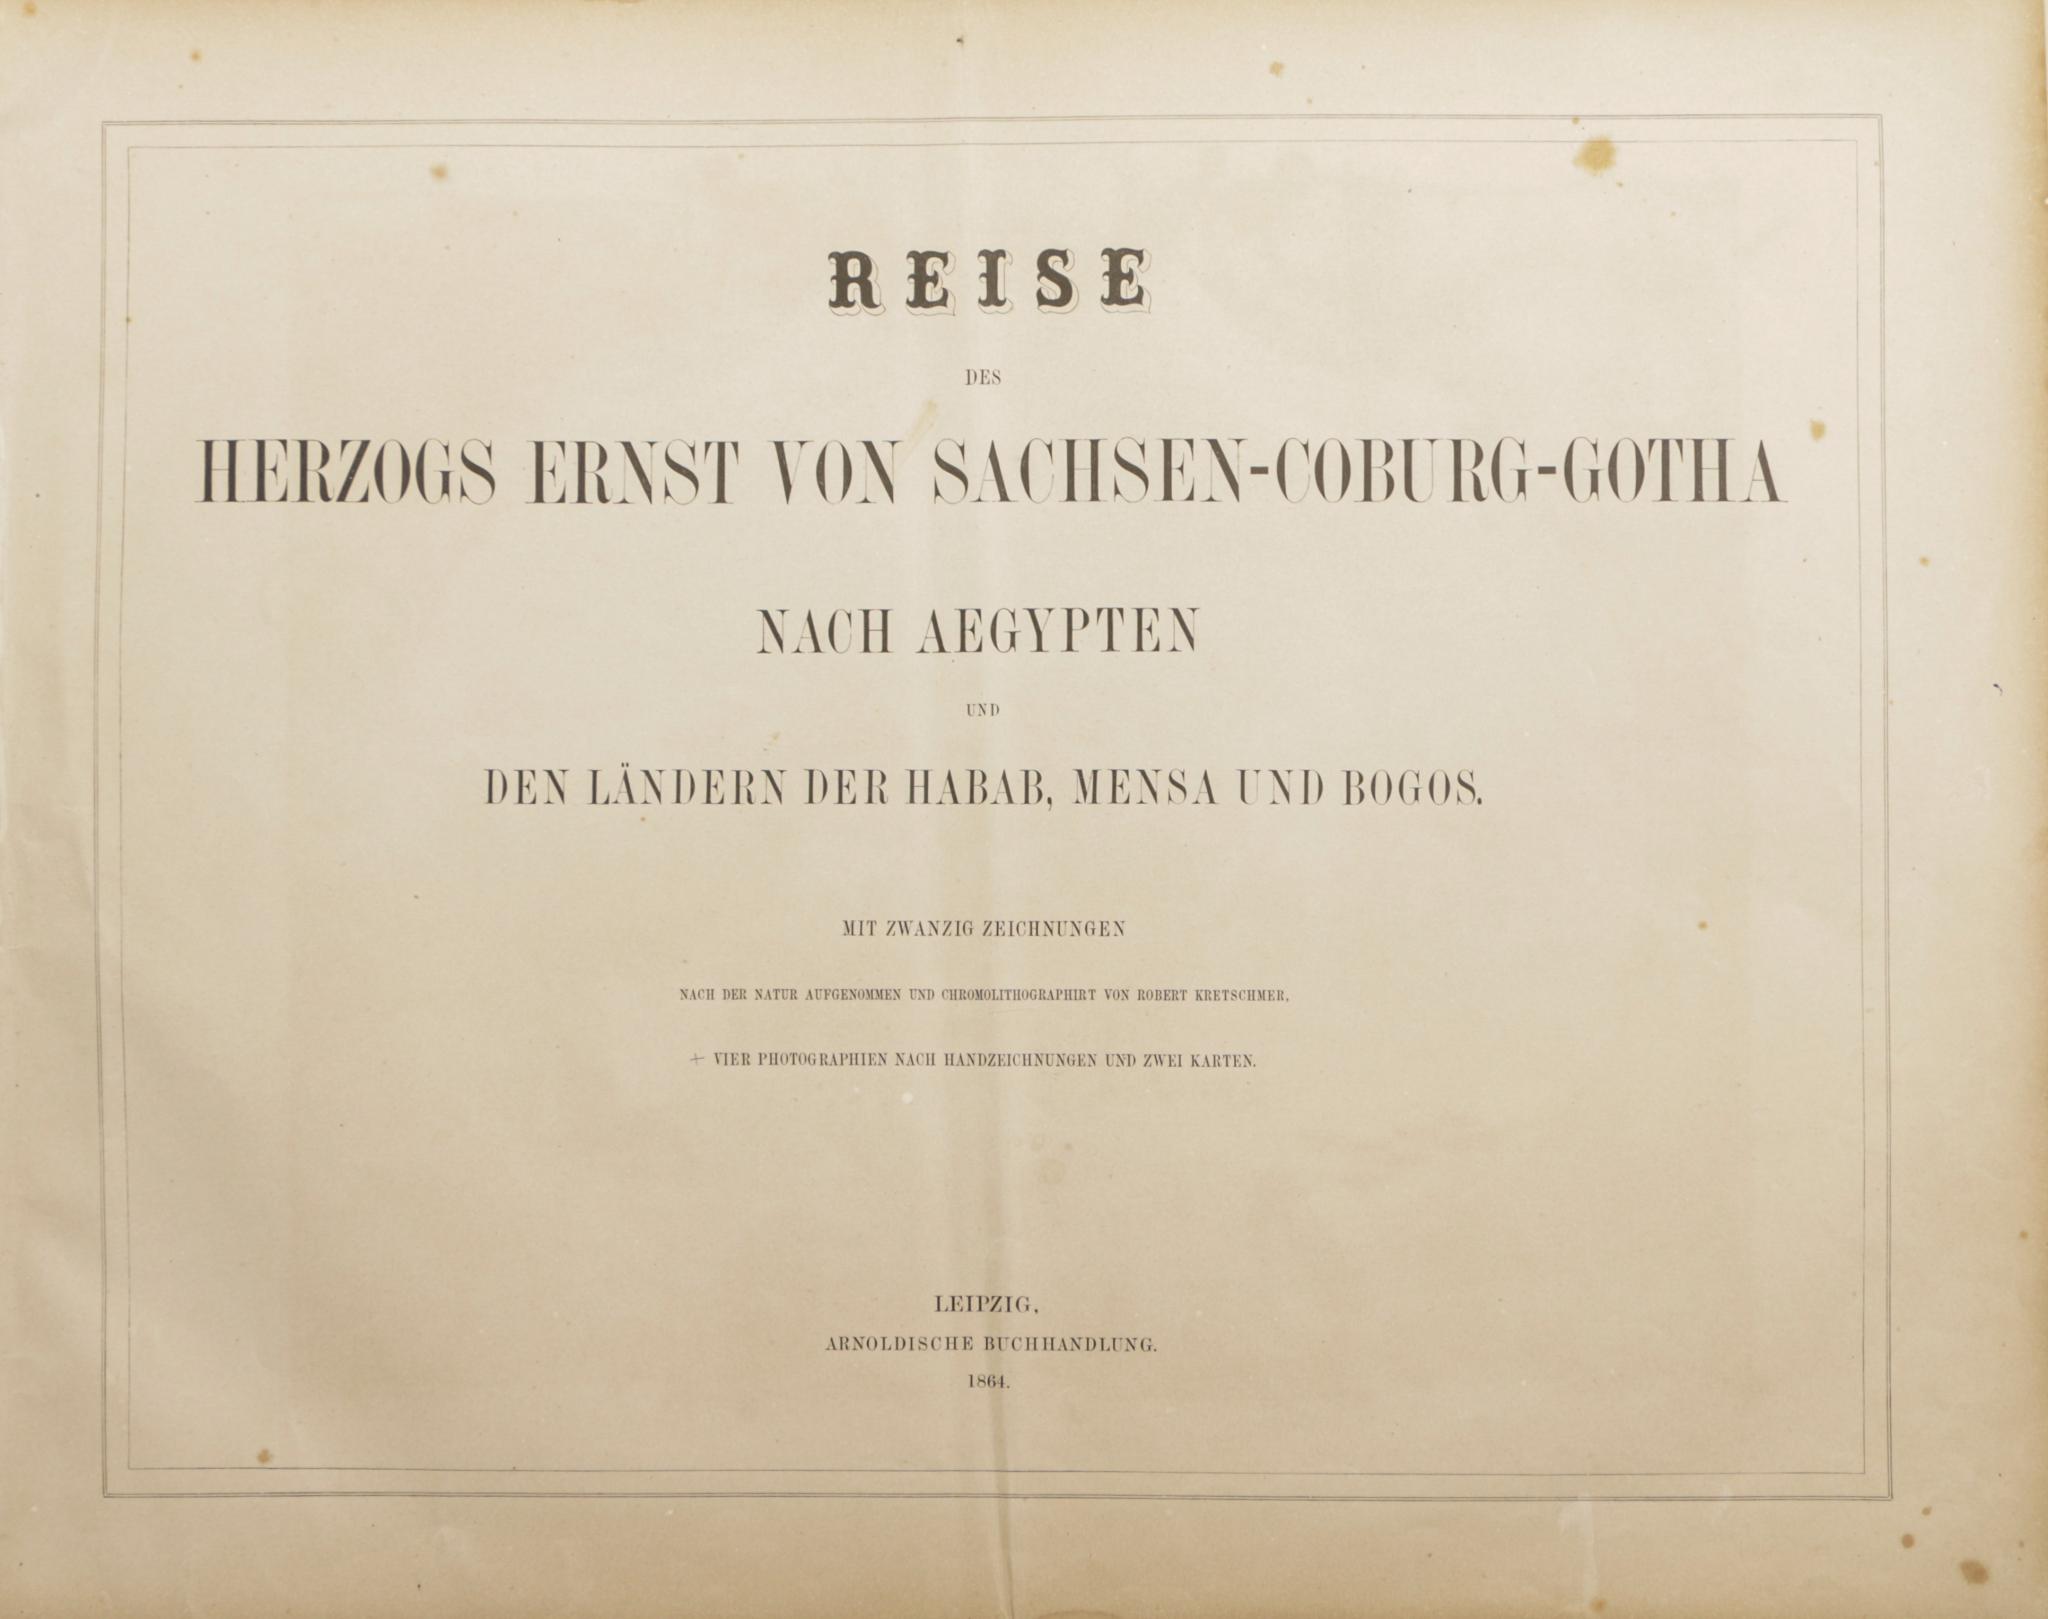 REISE
DES
HERZOGS ERNST VON SACHSEN-COBURG-GOTHA
NACH AEGYPTEN
UND
DEN LÄNDERN DER HABAB, MENSA UND BOGOS.
MIT ZWANZIG ZEICHNUNGEN
NACH DER NATUR AUFGENOMMEN UND CHROMOLITHOGRAPHIRT VON ROBERT KRETSCHMER,
+ VIER PHOTOGRAPHIEN NACH HANDZEICHNUNGEN UND ZWEI KARTEN.
LEIPZIG,
ARNOLDISCHE BUCHHANDLUNG.
1864.